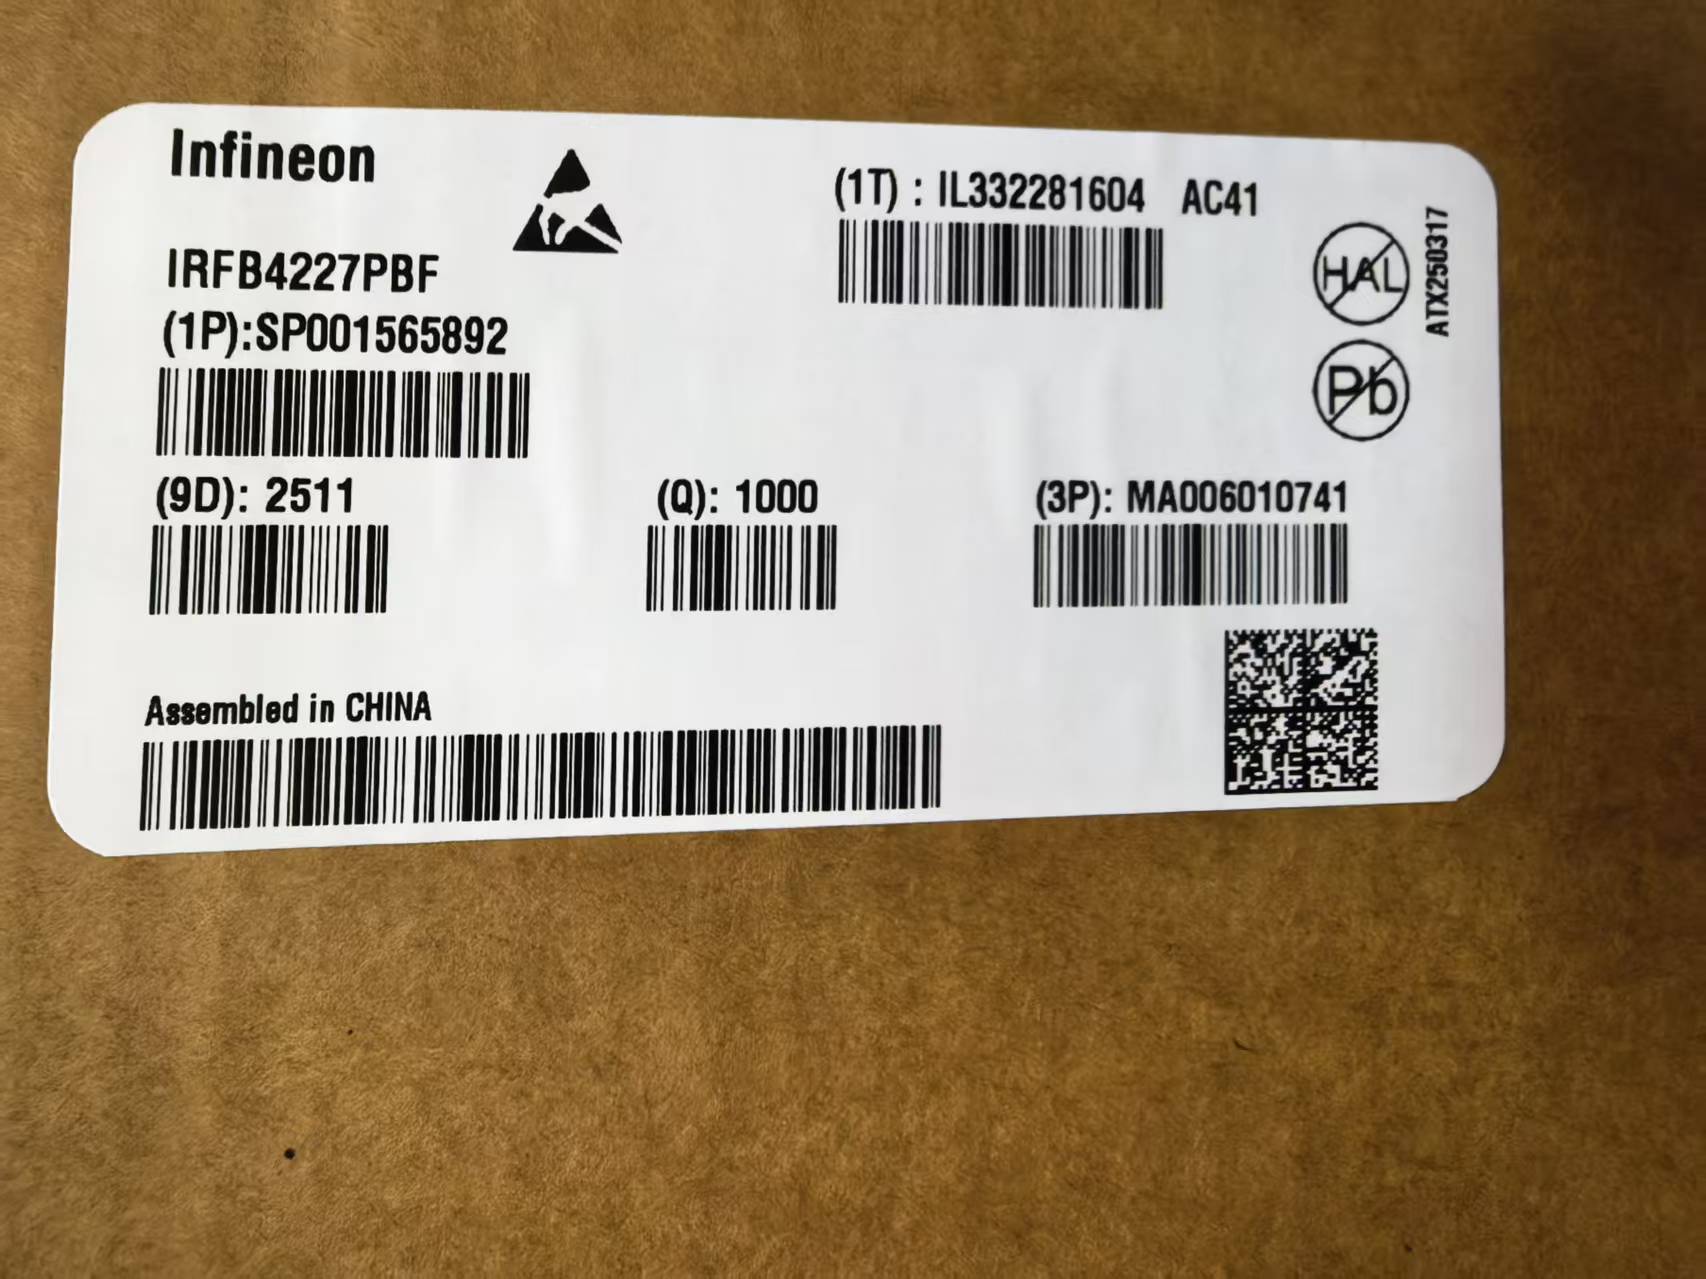 Infineon
(1T) : IL332281604 AC41
IRFB4227PBF
(1P):SP001565892
HAL
ATX250317
Pb
(9D): 2511
(Q): 1000
(3P): MA006010741
Assembled in CHINA